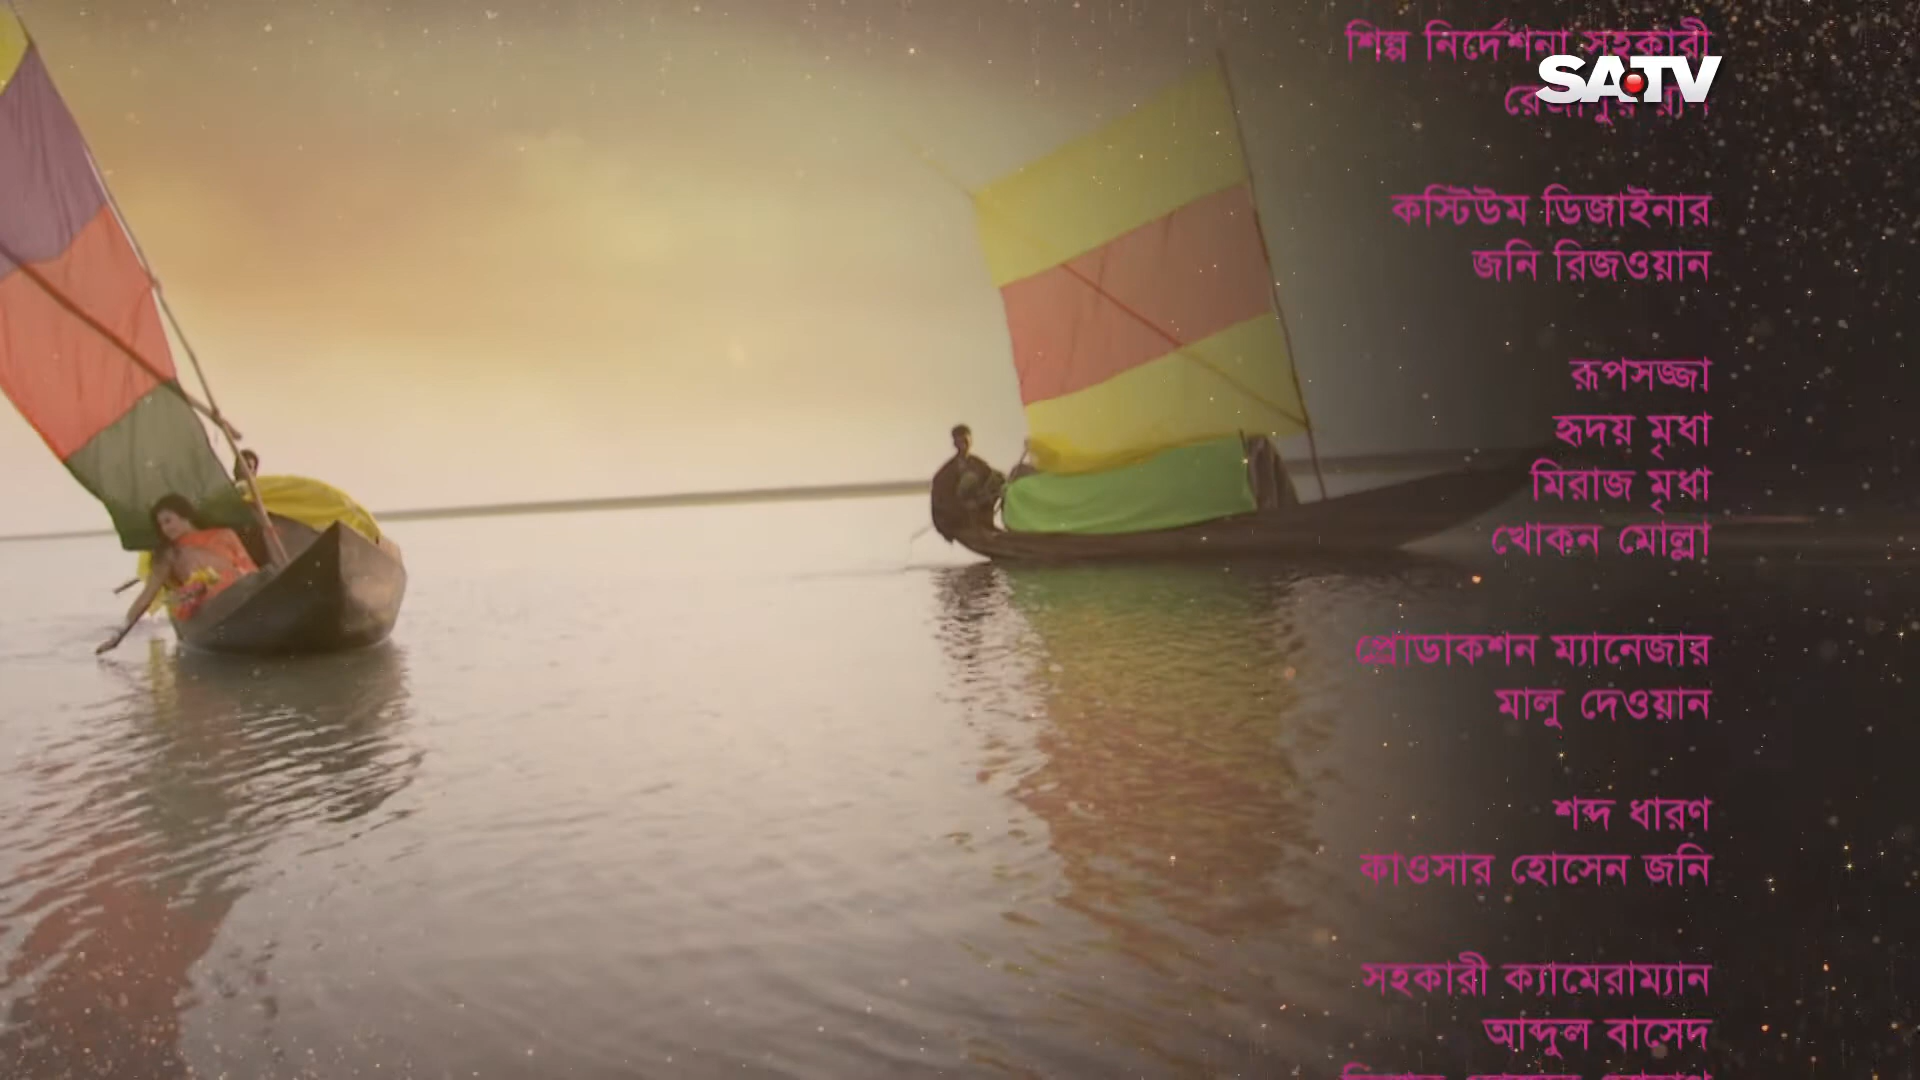 শিল্প নির্দেশনা সহকারী
SATV
কস্টিউম ডিজাইনার
জনি রিজওয়ান
রূপসজ্জা
হৃদয় মৃধা
মিরাজ মৃধা
খোকন মোল্লা
প্রোডাকশন ম্যানেজার
মালু দেওয়ান
শব্দ ধারণ
কাওসার হোসেন জনি
সহকারী ক্যামেরাম্যান
আব্দুল বাসেদ